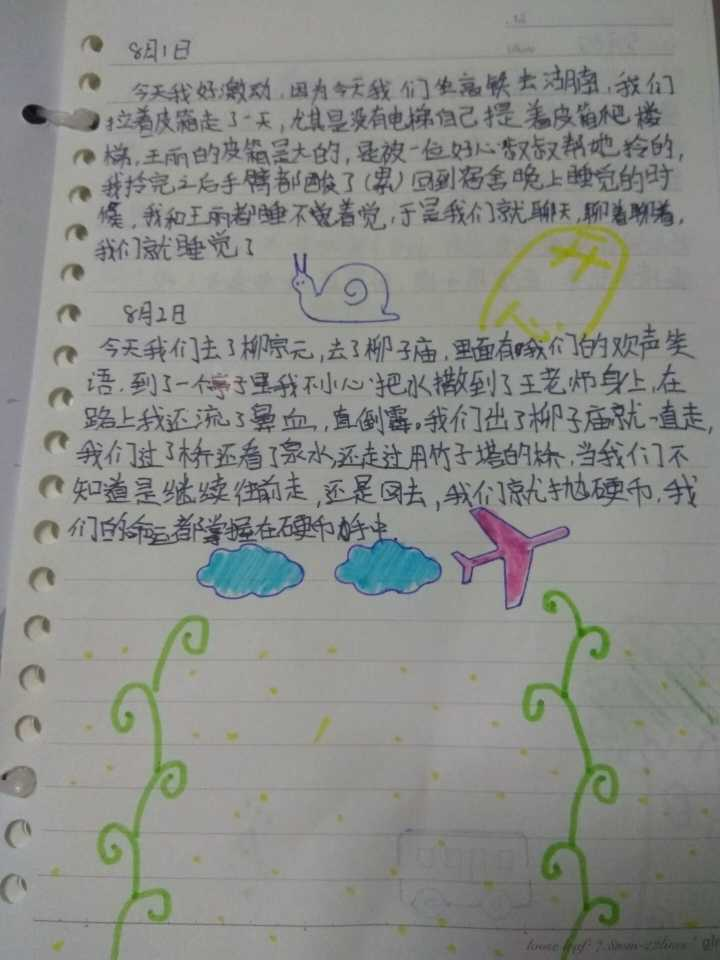 8月1日
今天我好激动，因为今天我们坐高铁去湖南，我们
拉着皮箱走了一天，尤其是没有电梯自己提着皮箱爬楼
梯，王丽的皮箱是大的，是被一位好心叔叔帮她拎的，
我拎完之后手臂都酸了(累)回到宿舍晚上睡觉的时
候，我和王丽都睡不觉着觉，于是我们就聊天，聊着聊着，
我们就睡觉了
8月2日
今天我们去了柳宗元，去了柳子庙，里面有我们的欢声笑
语，到了一个亭子里我不小心把水撒到了王老师身上，在
路上我还流了鼻血，真倒霉。我们出了柳子庙就一直走，
我们过了桥还看了泉水，还走过用竹子搭的桥，当我们不
知道是继续往前走，还是回去，我们就抛硬币，我
们的命运都掌握在硬币手中.
loose leaf·7.8mm·22lines